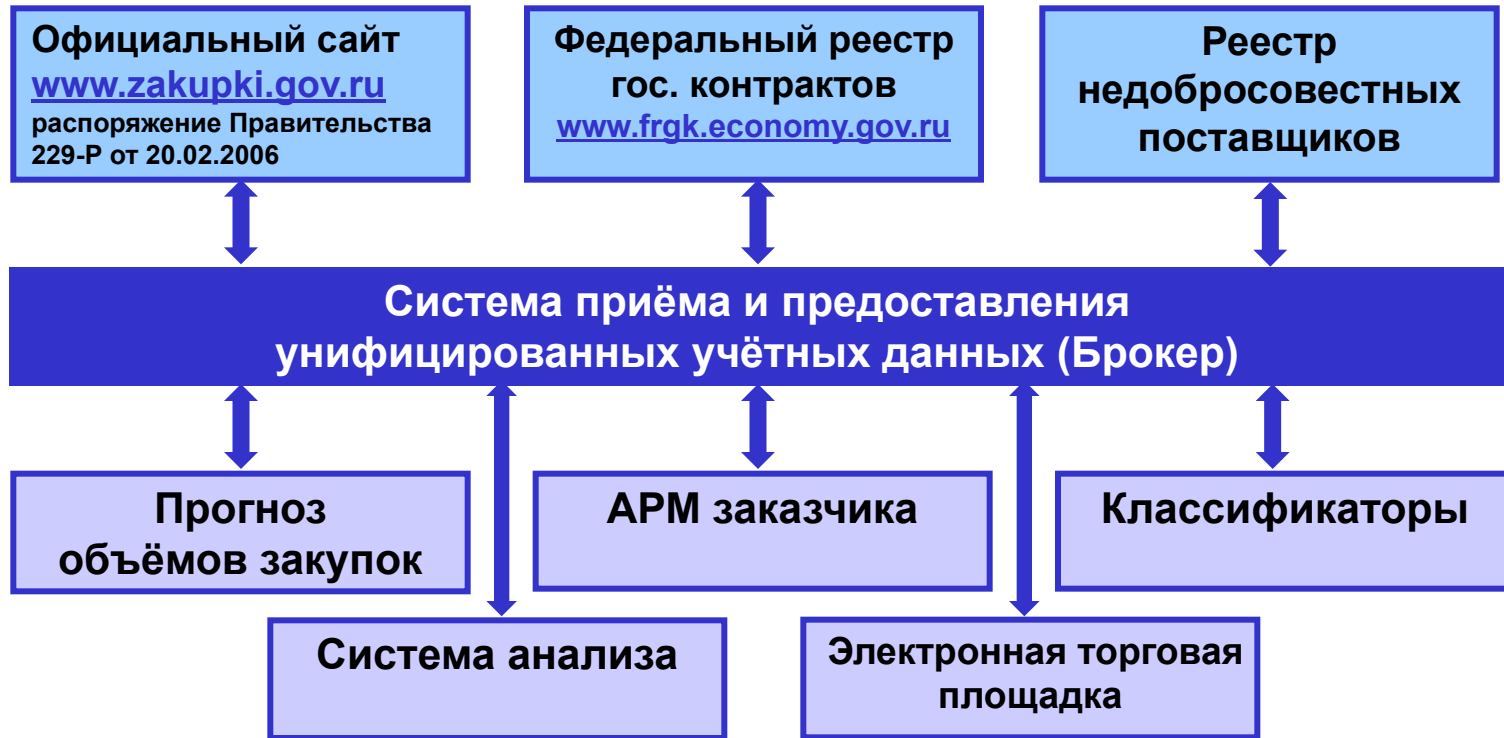 Официальный сайт
www.zakupki.gov.ru
распоряжение Правительства
229-Р от 20.02.2006
Федеральный реестр
гос. контрактов
www.frgk.economy.gov.ru
Реестр
недобросовестных
поставщиков
Система приёма и предоставления
унифицированных учётных данных (Брокер)
Прогноз
объёмов закупок
АРМ заказчика
Классификаторы
Система анализа
Электронная торговая
площадка